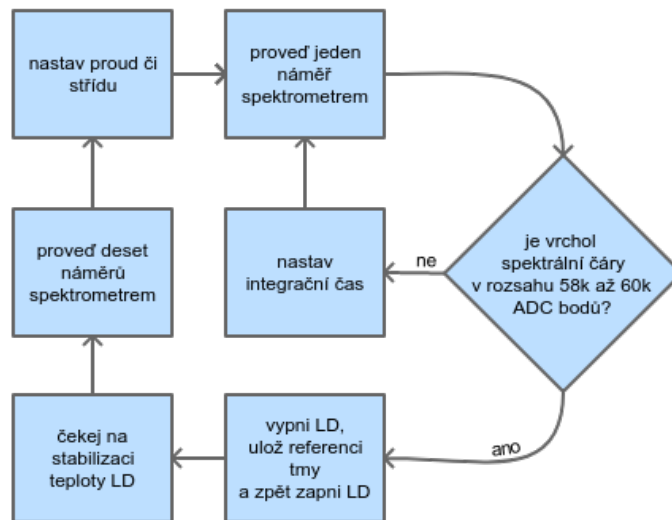 nastav proud či
střídu
proveď jeden
náměr
spektrometrem
je vrchol
spektrální čáry
v rozsahu 58k až 60k
ADC bodů?
ne
nastav
integrační čas
ano
vypni LD,
ulož referenci
tmy
a zpět zapni LD
čekej na
stabilizaci
teploty LD
proveď deset
náměrů
spektrometrem